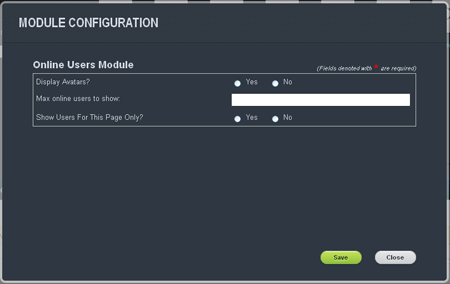 MODULE CONFIGURATION
Online Users Module
(Fields denoted with * are required)
Display Avatars? Yes No
Max online users to show:
Show Users For This Page Only? Yes No
Save Close